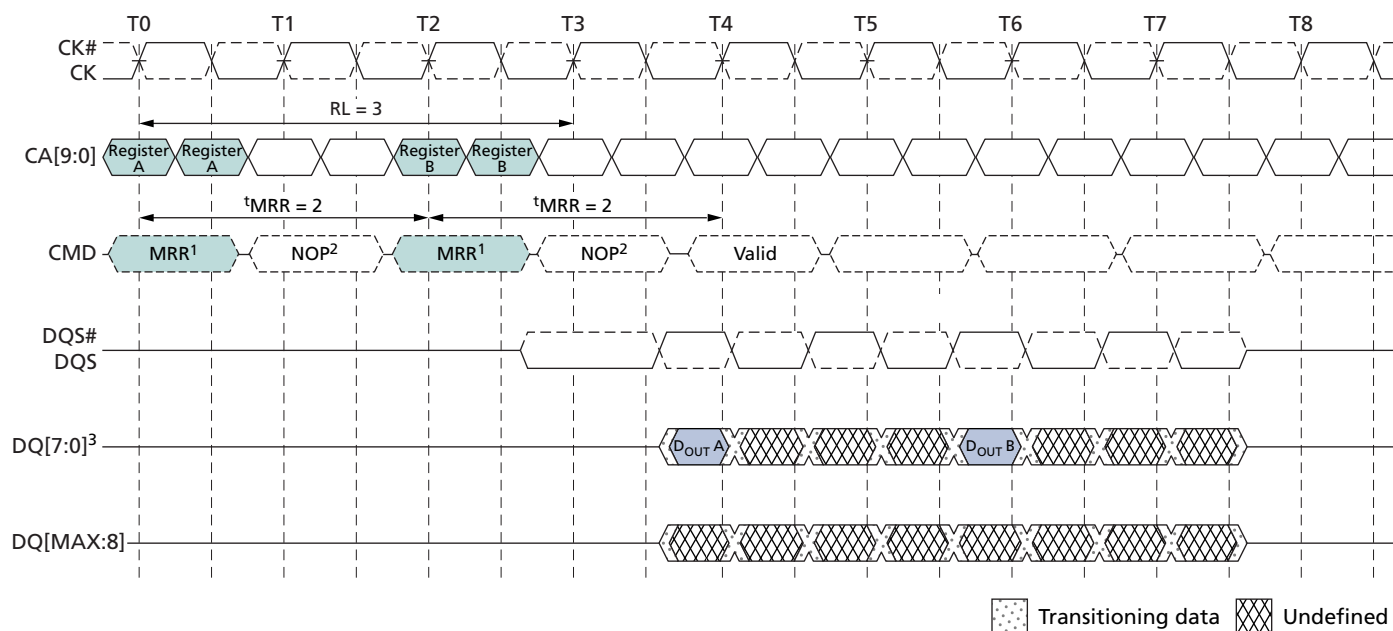 T0 T1 T2 T3 T4 T5 T6 T7 T8
CK#
CK
RL = 3
CA[9:0]
Register A
Register A
Register B
Register B
tMRR = 2
tMRR = 2
CMD
MRR1
NOP2
MRR1
NOP2
Valid
DQS#
DQS
DQ[7:0]3
DOUT A
DOUT B
DQ[MAX:8]
Transitioning data
Undefined